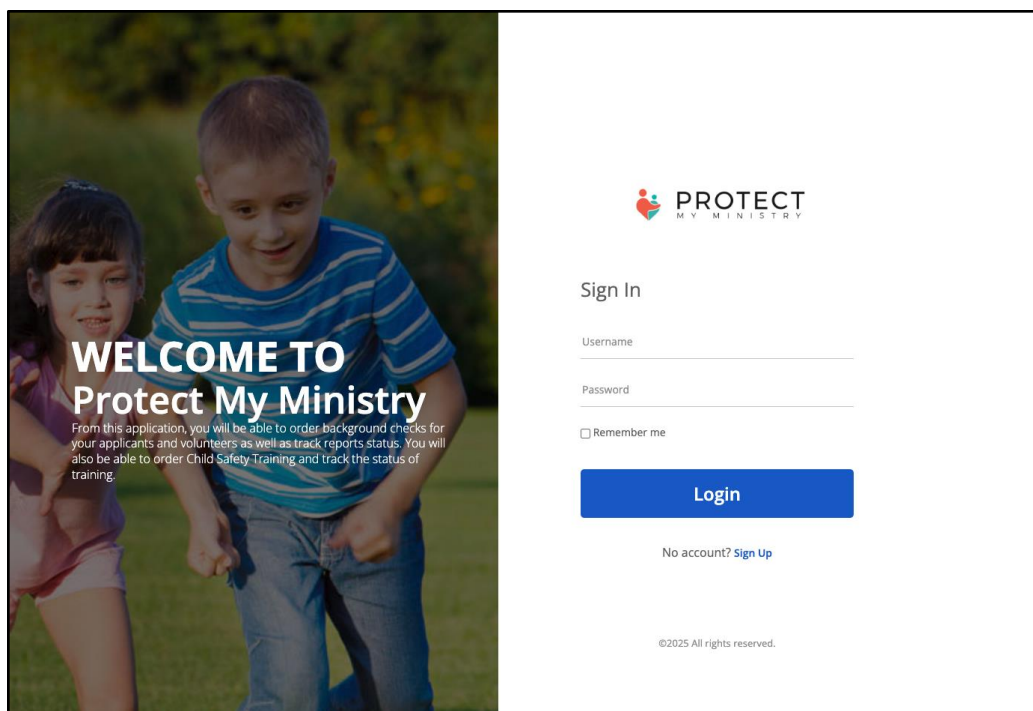 WELCOME TO
Protect My Ministry
From this application, you will be able to order background checks for
your applicants and volunteers as well as track reports status. You will
also be able to order Child Safety Training and track the status of
training.
PROTECT
MY MINISTRY
Sign In
Username
Password
Remember me
Login
No account? Sign Up
©2025 All rights reserved.